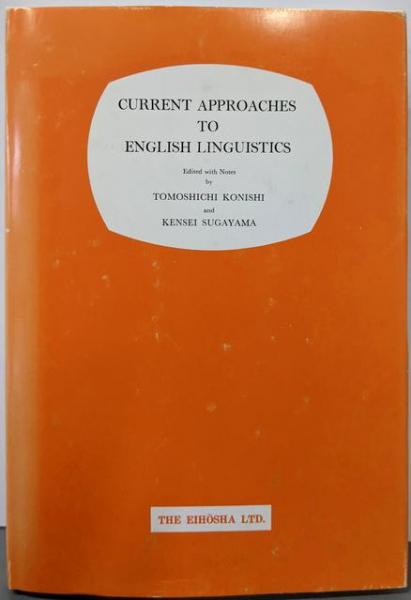 CURRENT APPROACHES
TO
ENGLISH LINGUISTICS
Edited with Notes
by
TOMOSHICHI KONISHI
and
KENSEI SUGAYAMA
THE EIHŌSHA LTD.